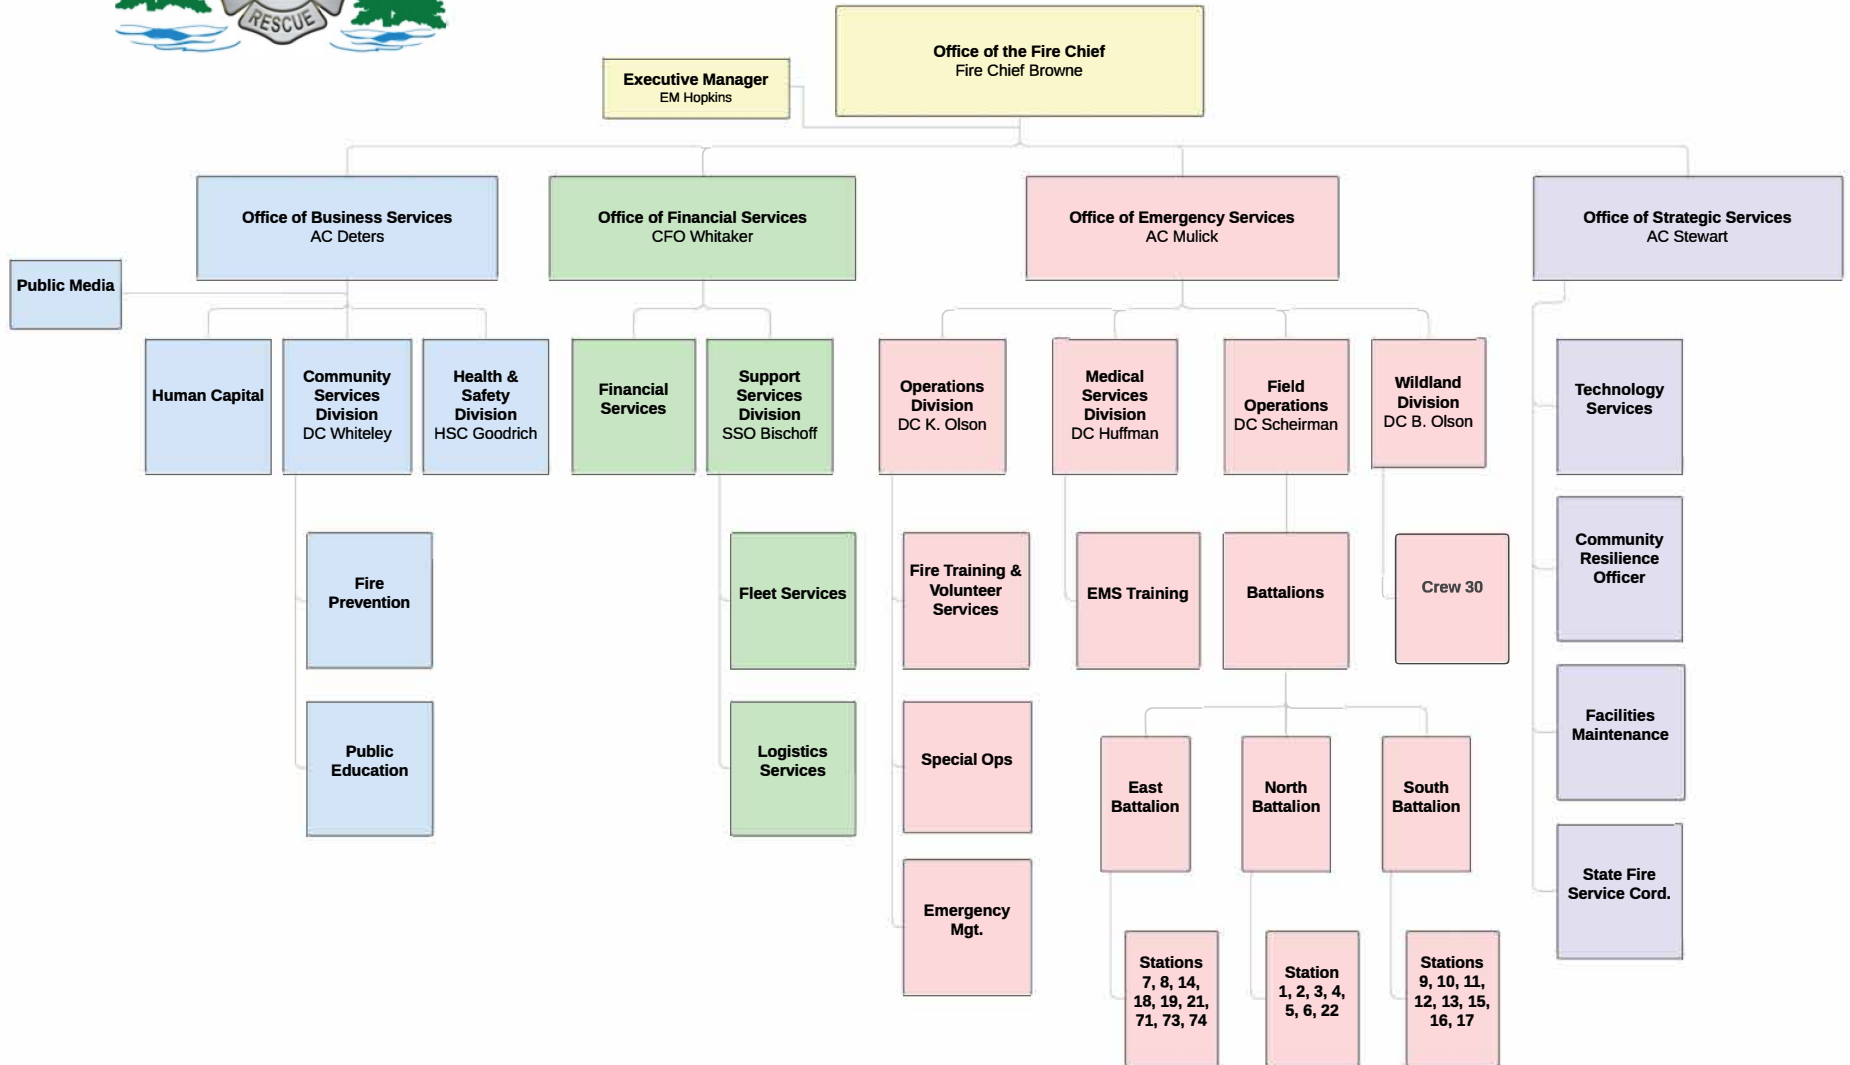 RESCUE
Office of the Fire Chief
Fire Chief Browne
Executive Manager
EM Hopkins
Office of Business Services
AC Deters
Office of Financial Services
CFO Whitaker
Office of Emergency Services
AC Mulick
Office of Strategic Services
AC Stewart
Public Media
Human Capital
Community
Services
Division
DC Whiteley
Health &
Safety
Division
HSC Goodrich
Financial
Services
Support
Services
Division
SSO Bischoff
Operations
Division
DC K. Olson
Medical
Services
Division
DC Huffman
Field
Operations
DC Scheirman
Wildland
Division
DC B. Olson
Technology
Services
Fire
Prevention
Fleet Services
Fire Training &
Volunteer
Services
EMS Training
Battalions
Crew 30
Community
Resilience
Officer
Public
Education
Logistics
Services
Special Ops
East
Battalion
North
Battalion
South
Battalion
Facilities
Maintenance
Emergency
Mgt.
State Fire
Service Cord.
Stations
7, 8, 14,
18, 19, 21,
71, 73, 74
Station
1, 2, 3, 4,
5, 6, 22
Stations
9, 10, 11,
12, 13, 15,
16, 17